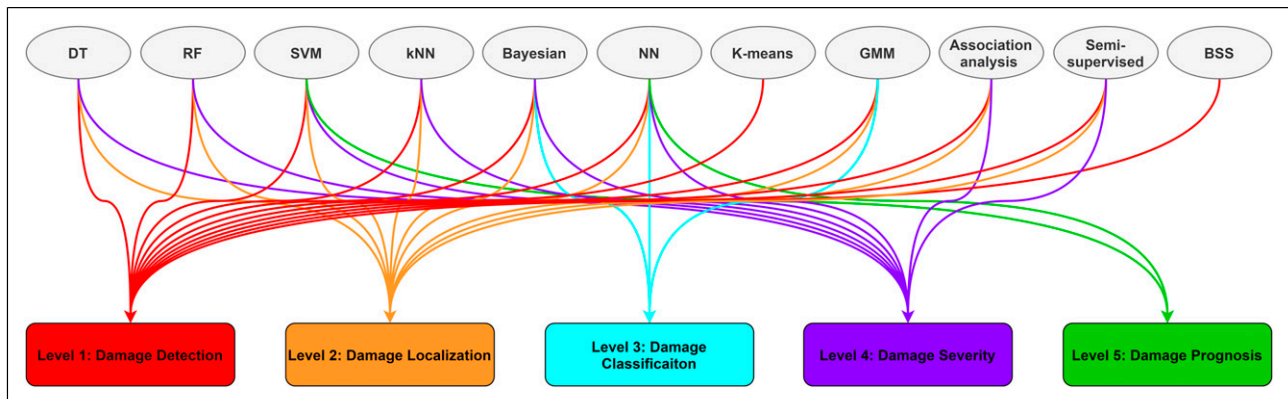 DT
RF
SVM
kNN
Bayesian
NN
K-means
GMM
Association
analysis
Semi-
supervised
BSS
Level 1: Damage Detection
Level 2: Damage Localization
Level 3: Damage
Classificaiton
Level 4: Damage Severity
Level 5: Damage Prognosis